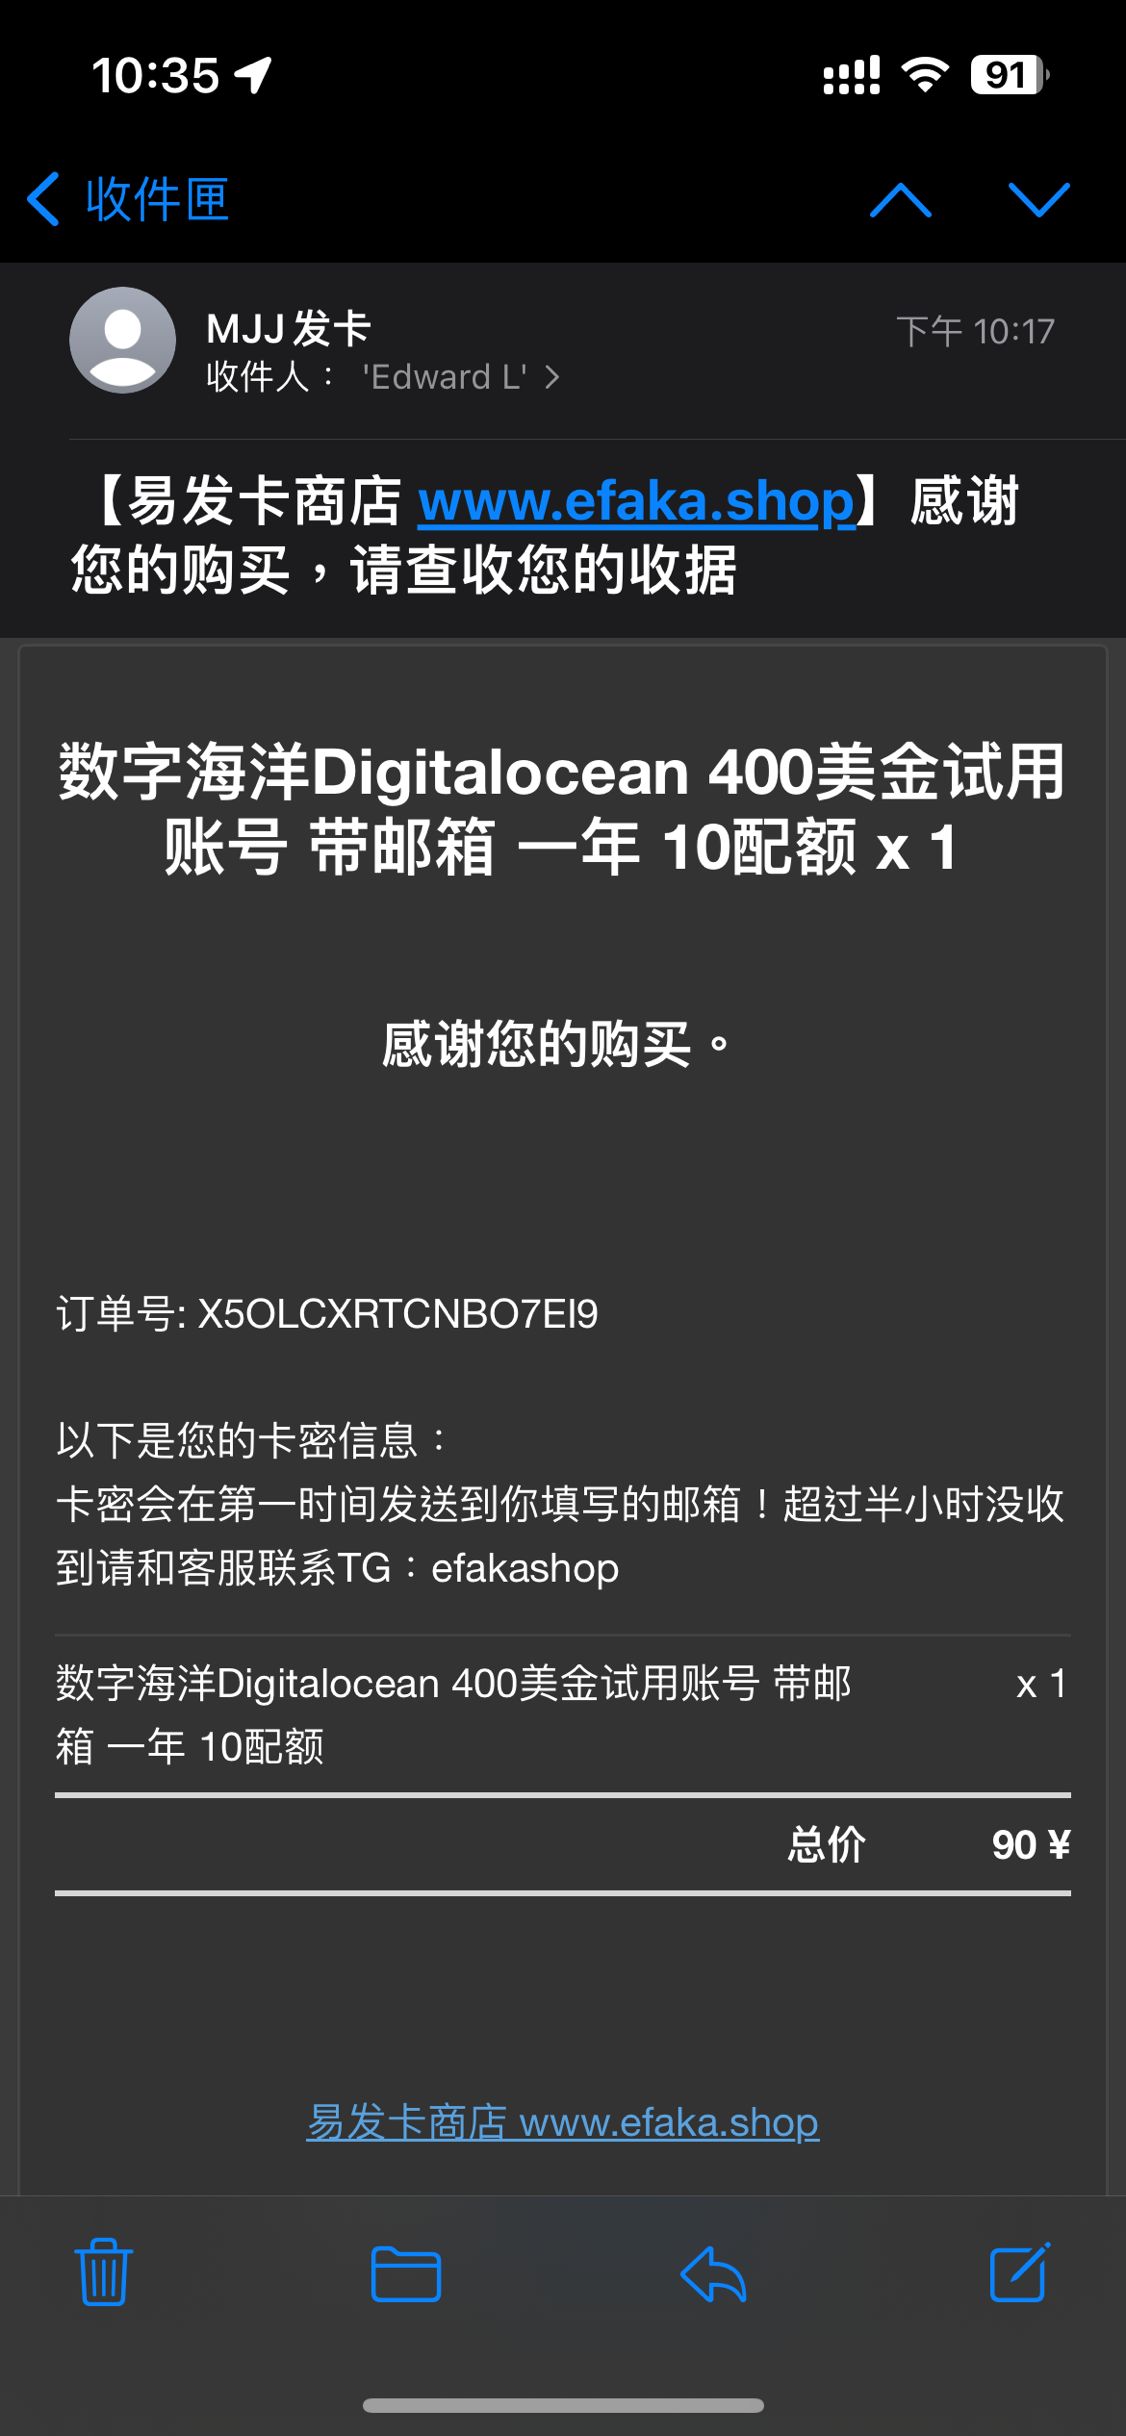 10:35
91
收件匣
MJJ发卡
下午 10:17
收件人： 'Edward L'
【易发卡商店 www.efaka.shop】感谢
您的购买，请查收您的收据
数字海洋Digitalocean 400美金试用
账号 带邮箱 一年 10配额 x 1
感谢您的购买。
订单号: X5OLCXRTCNBO7EI9
以下是您的卡密信息：
卡密会在第一时间发送到你填写的邮箱！超过半小时没收
到请和客服联系TG：efakashop
数字海洋Digitalocean 400美金试用账号 带邮 x 1
箱 一年 10配额
总价 90 ¥
易发卡商店 www.efaka.shop